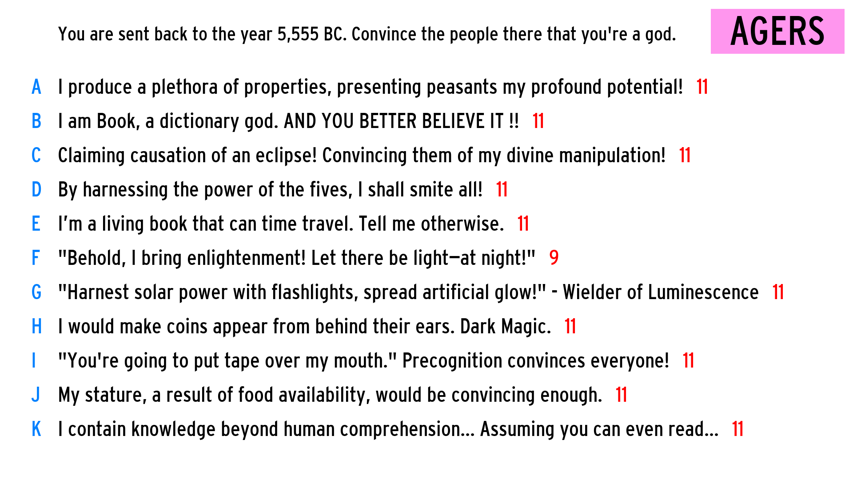 You are sent back to the year 5,555 BC. Convince the people there that you're a god.
AGERS
A I produce a plethora of properties, presenting peasants my profound potential! 11
B I am Book, a dictionary god. AND YOU BETTER BELIEVE IT !! 11
C Claiming causation of an eclipse! Convincing them of my divine manipulation! 11
D By harnessing the power of the fives, I shall smite all! 11
E I’m a living book that can time travel. Tell me otherwise. 11
F "Behold, I bring enlightenment! Let there be light—at night!" 9
G "Harnest solar power with flashlights, spread artificial glow!" - Wielder of Luminescence 11
H I would make coins appear from behind their ears. Dark Magic. 11
I "You're going to put tape over my mouth." Precognition convinces everyone! 11
J My stature, a result of food availability, would be convincing enough. 11
K I contain knowledge beyond human comprehension... Assuming you can even read... 11